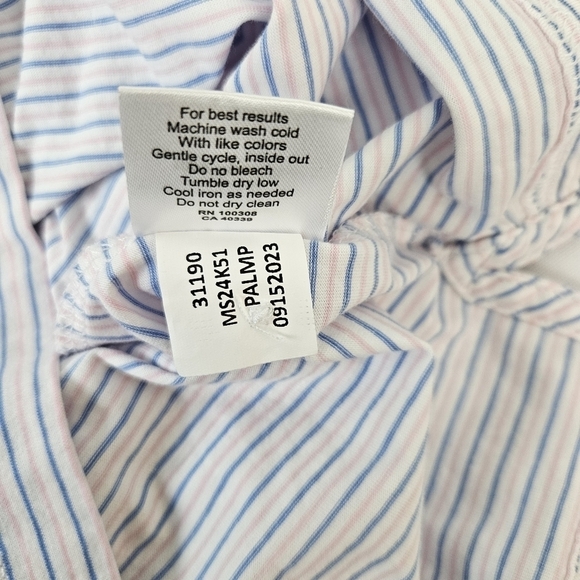 For best results
Machine wash cold
With like colors
Gentle cycle, inside out
Do no bleach
Tumble dry low
Cool iron as needed
Do not dry clean
RN 100308
CA 40339
31190
MS24K51
PALMP
09152023